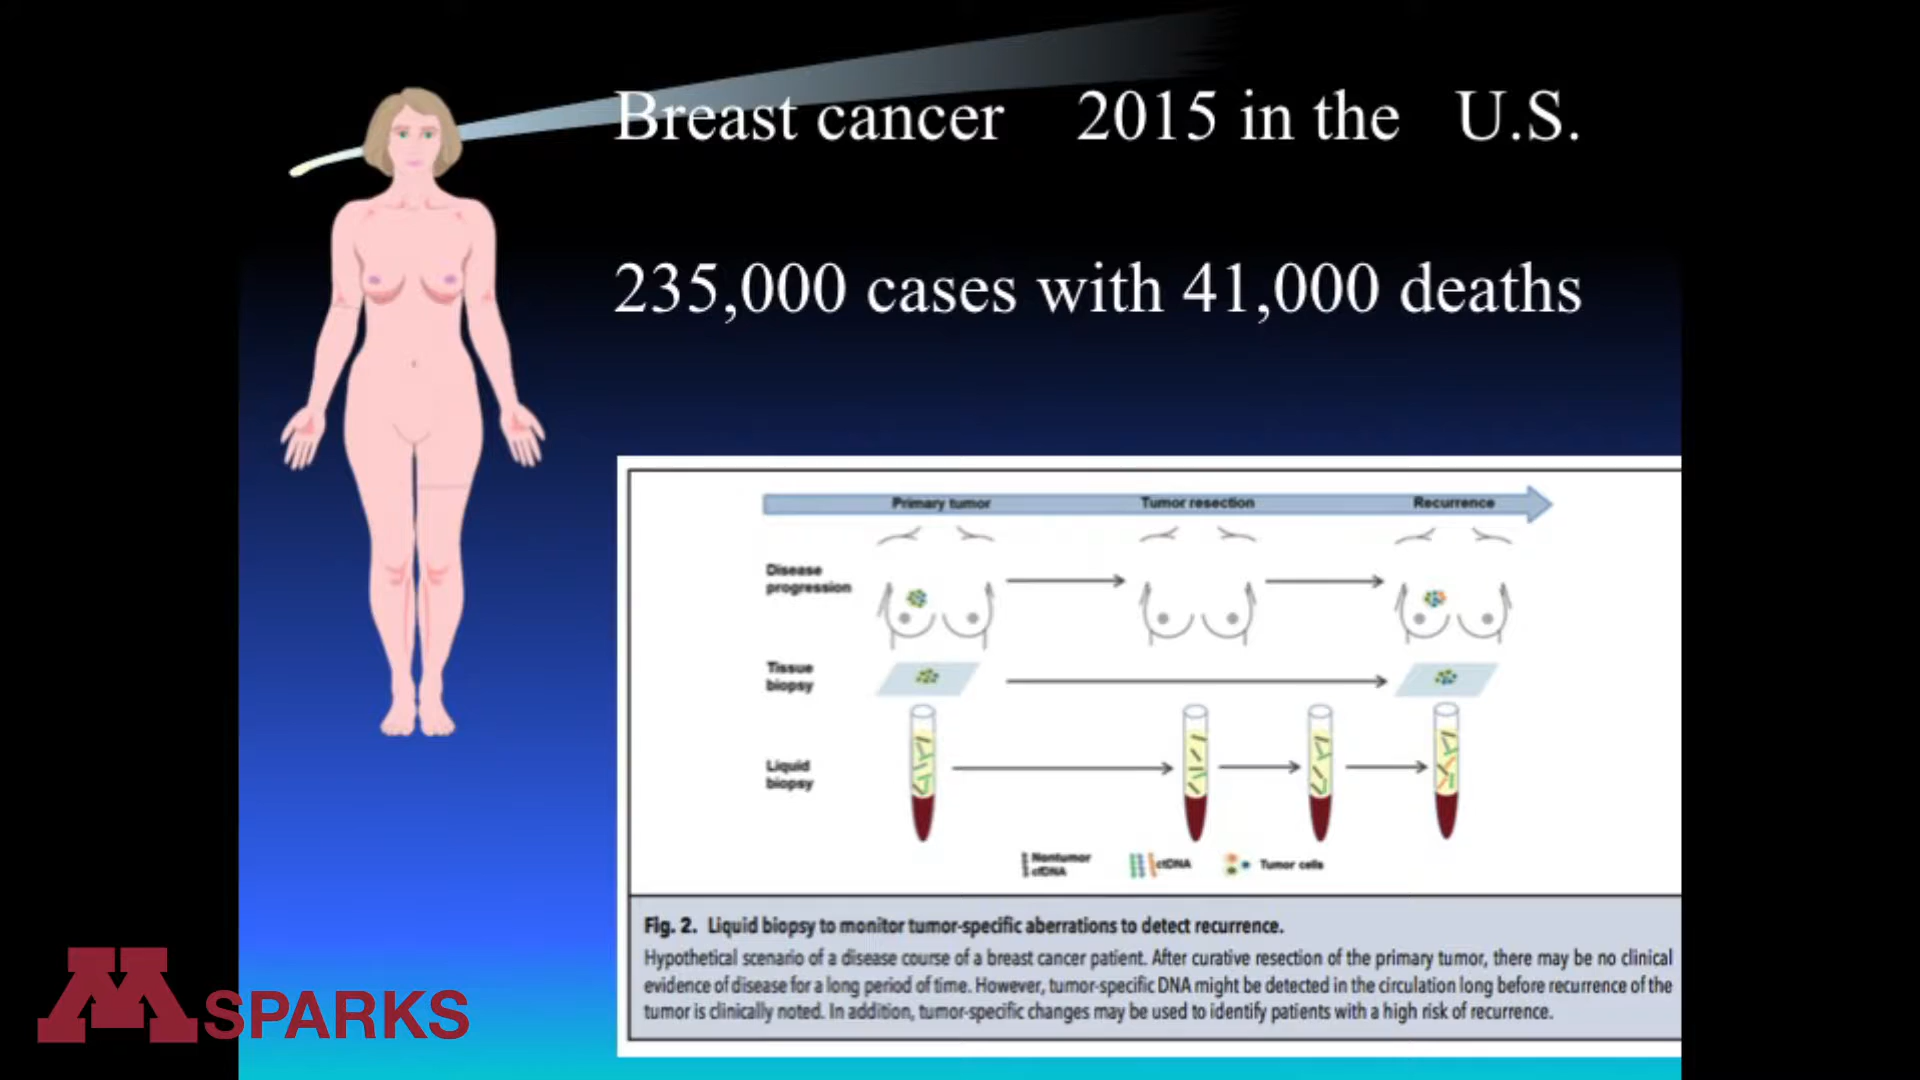 Breast cancer 2015 in the U.S.
235,000 cases with 41,000 deaths
Primary tumor Tumor resection Recurrence
Disease
progression
Tissue
biopsy
Liquid
biopsy
Nontumor
cfDNA
ctDNA
Tumor cells
Fig. 2. Liquid biopsy to monitor tumor-specific aberrations to detect recurrence.
Hypothetical scenario of a disease course of a breast cancer patient. After curative resection of the primary tumor, there may be no clinical
evidence of disease for a long period of time. However, tumor-specific DNA might be detected in the circulation long before recurrence of the
tumor is clinically noted. In addition, tumor-specific changes may be used to identify patients with a high risk of recurrence.
M SPARKS